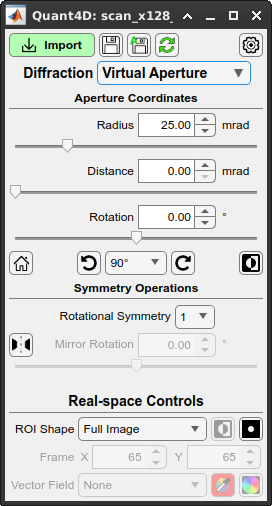 Quant4D: scan_x128_
Import
Diffraction Virtual Aperture
Aperture Coordinates
Radius 25.00 mrad
Distance 0.00 mrad
Rotation 0.00 °
90°
Symmetry Operations
Rotational Symmetry 1
Mirror Rotation 0.00 °
Real-space Controls
ROI Shape Full Image
Frame X 65 Y 65
Vector Field None